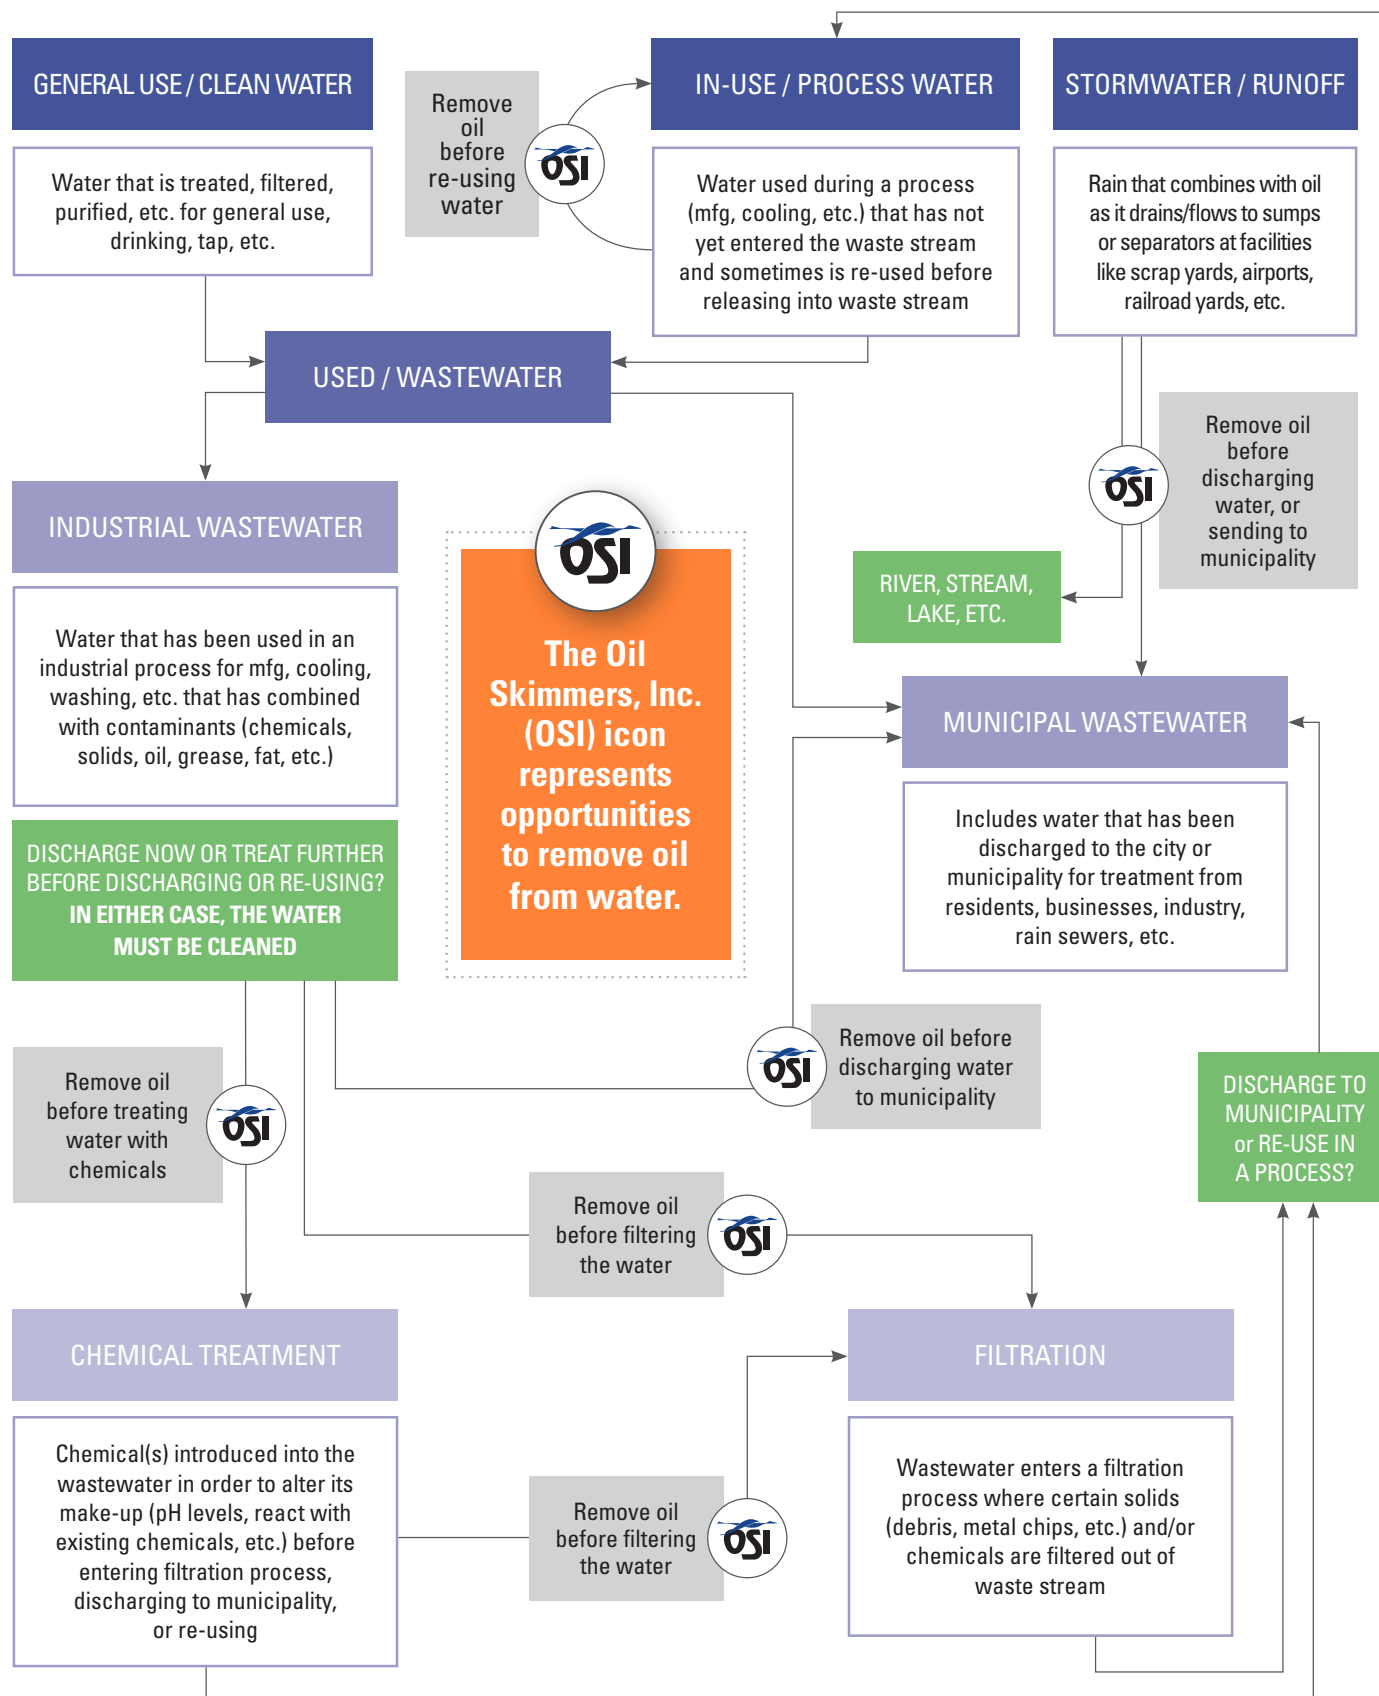 GENERAL USE / CLEAN WATER
Water that is treated, filtered,
purified, etc. for general use,
drinking, tap, etc.
Remove
oil
before
re-using
water
OSI
IN-USE / PROCESS WATER
Water used during a process
(mfg, cooling, etc.) that has not
yet entered the waste stream
and sometimes is re-used before
releasing into waste stream
STORMWATER / RUNOFF
Rain that combines with oil
as it drains/flows to sumps
or separators at facilities
like scrap yards, airports,
railroad yards, etc.
USED / WASTEWATER
Remove oil
before
discharging
water, or
sending to
municipality
OSI
INDUSTRIAL WASTEWATER
Water that has been used in an
industrial process for mfg, cooling,
washing, etc. that has combined
with contaminants (chemicals,
solids, oil, grease, fat, etc.)
OSI
The Oil
Skimmers, Inc.
(OSI) icon
represents
opportunities
to remove oil
from water.
RIVER, STREAM,
LAKE, ETC.
MUNICIPAL WASTEWATER
Includes water that has been
discharged to the city or
municipality for treatment from
residents, businesses, industry,
rain sewers, etc.
DISCHARGE NOW OR TREAT FURTHER
BEFORE DISCHARGING OR RE-USING?
IN EITHER CASE, THE WATER
MUST BE CLEANED
OSI
Remove oil before
discharging water
to municipality
Remove oil
before treating
water with
chemicals
OSI
DISCHARGE TO
MUNICIPALITY
or RE-USE IN
A PROCESS?
Remove oil
before filtering
the water
OSI
CHEMICAL TREATMENT
Chemical(s) introduced into the
wastewater in order to alter its
make-up (pH levels, react with
existing chemicals, etc.) before
entering filtration process,
discharging to municipality,
or re-using
Remove oil
before filtering
the water
OSI
FILTRATION
Wastewater enters a filtration
process where certain solids
(debris, metal chips, etc.) and/or
chemicals are filtered out of
waste stream